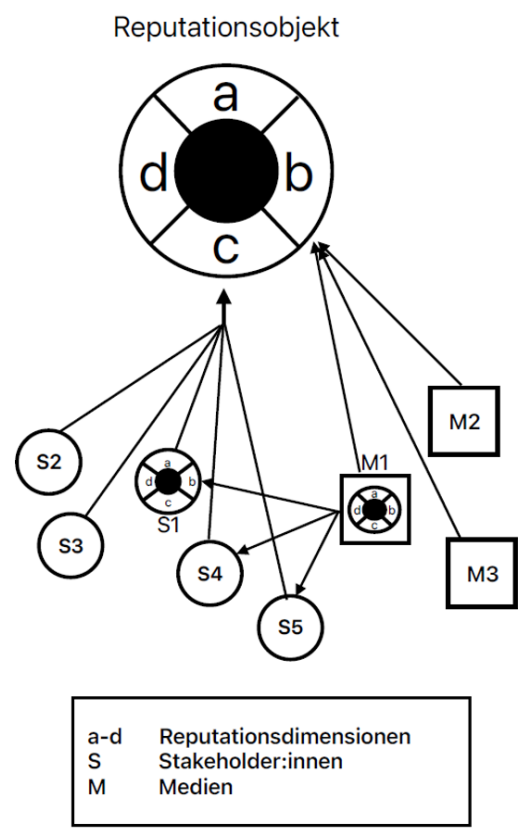 Reputationsobjekt
a
d b
c
M2
M1
S2
a
d b
c
a
d b
c
S1
S3
S4
M3
S5
a-d Reputationsdimensionen
S Stakeholder:innen
M Medien